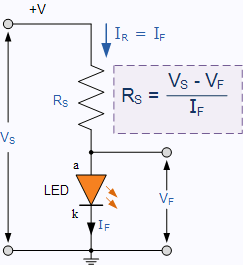 +V
I_R = I_F
R_S
R_S = (V_S - V_F) / I_F
V_S
a
LED
k
I_F
V_F